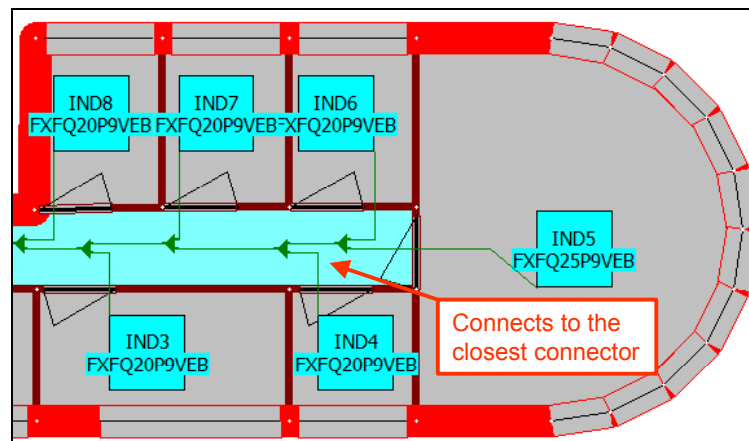 IND8
FXFQ20P9VEB
IND7
FXFQ20P9VEB
IND6
FXFQ20P9VEB
IND5
FXFQ25P9VEB
Connects to the
closest connector
IND3
FXFQ20P9VEB
IND4
FXFQ20P9VEB